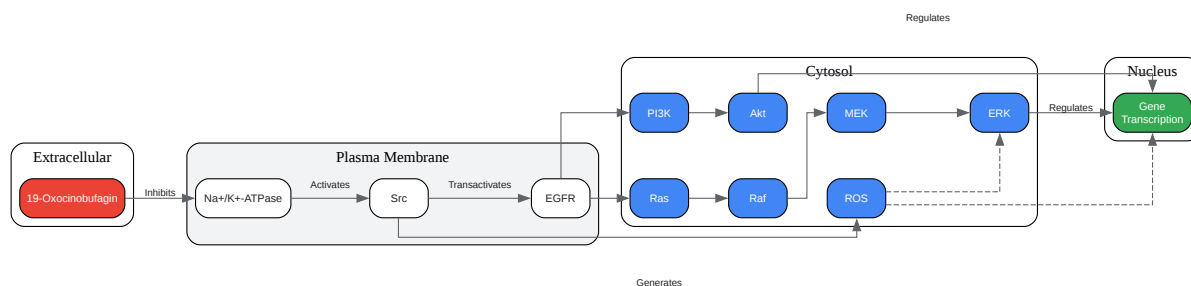 Regulates
Cytosol
Nucleus
PI3K
Akt
MEK
ERK
Regulates
Gene
Transcription
Extracellular
Plasma Membrane
19-Oxocinobufagin
Inhibits
Na+/K+-ATPase
Activates
Src
Transactivates
EGFR
Ras
Raf
ROS
Generates